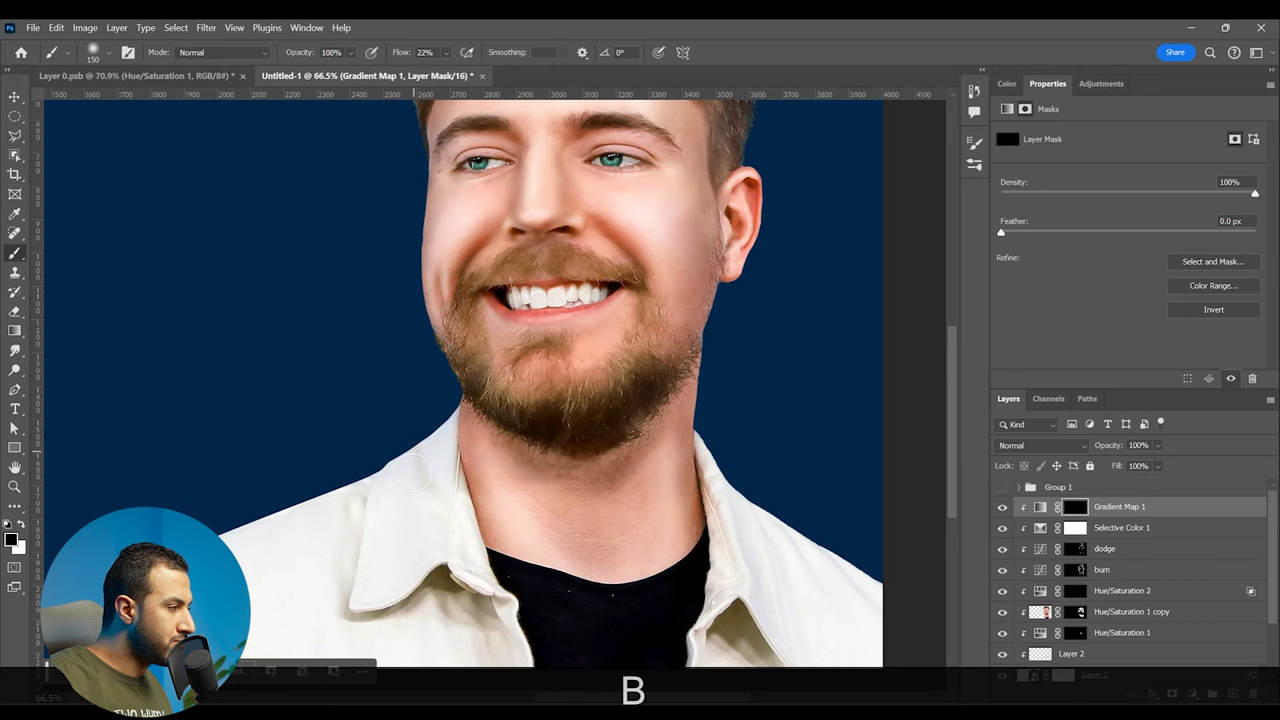 Ps File Edit Image Layer Type Select Filter View Plugins Window Help
150 Mode: Normal Opacity: 100% Flow: 22% Smoothing: 0° Share
Layer 0.psb @ 70.9% (Hue/Saturation 1, RGB/8#) * × Untitled-1 @ 66.5% (Gradient Map 1, Layer Mask/16) * ×
1500 1600 1700 1800 1900 2000 2100 2200 2300 2400 2500 2600 2700 2800 2900 3000 3100 3200 3300 3400 3500 3600 3700 3800 3900 4000 4100
Color Properties Adjustments
Masks
Layer Mask
Density: 100%
Feather: 0.0 px
Refine: Select and Mask...
Color Range...
Invert
Layers Channels Paths
Kind
Normal Opacity: 100%
Lock: Fill: 100%
Group 1
Gradient Map 1
Selective Color 1
dodge
burn
Hue/Saturation 2
Hue/Saturation 1 copy
Hue/Saturation 1
Layer 2
Layer 1
66.5%
B